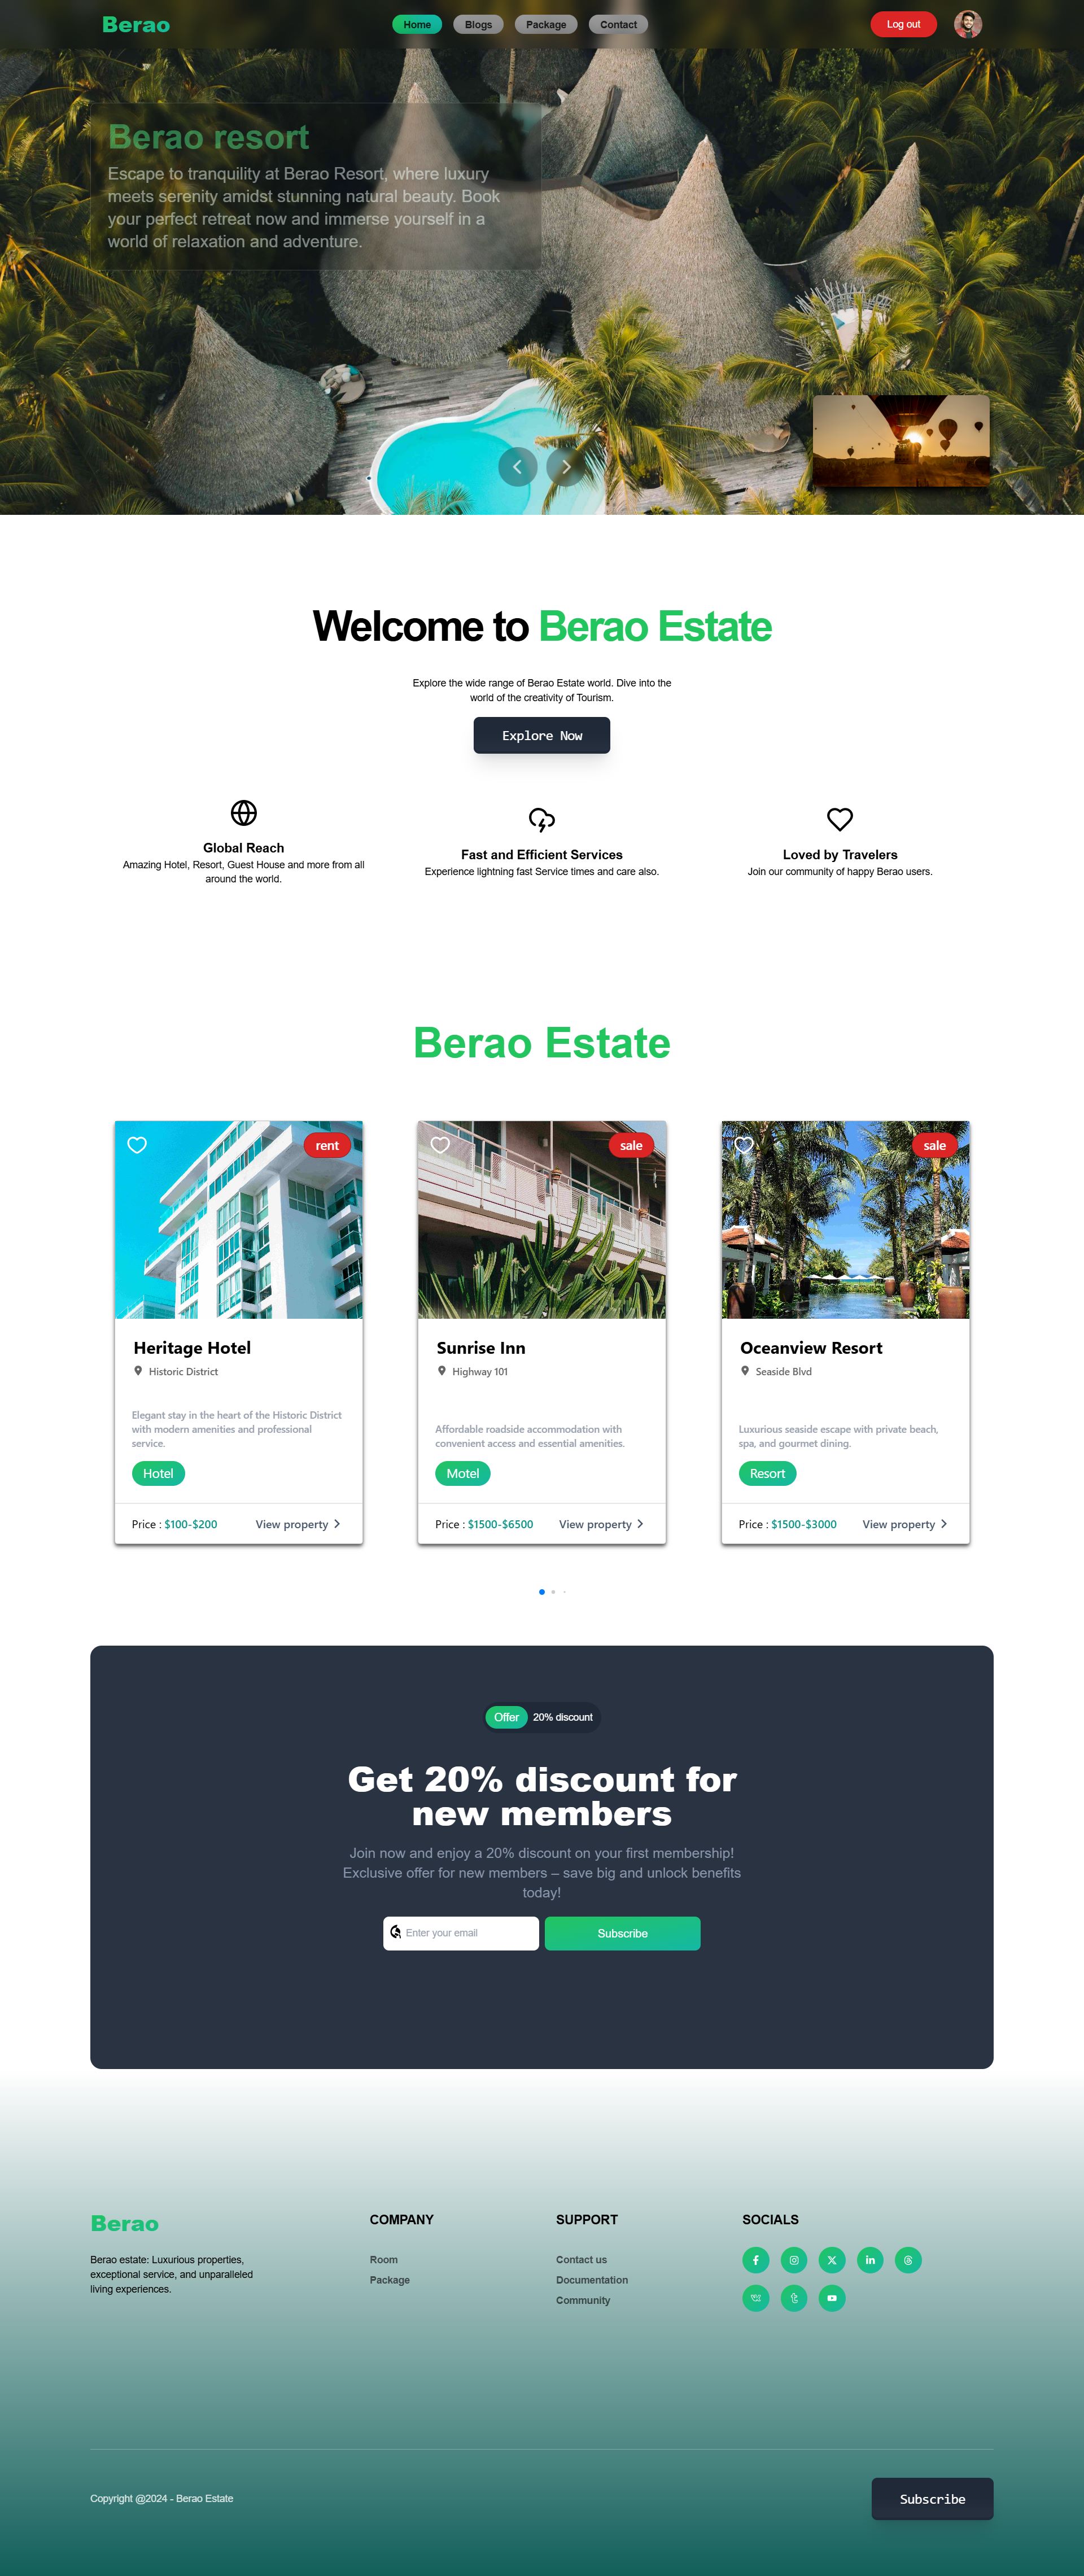 Berao
Home
Blogs
Package
Contact
Log out
Berao resort
Escape to tranquility at Berao Resort, where luxury
meets serenity amidst stunning natural beauty. Book
your perfect retreat now and immerse yourself in a
world of relaxation and adventure.
Welcome to Berao Estate
Explore the wide range of Berao Estate world. Dive into the
world of the creativity of Tourism.
Explore Now
Global Reach
Amazing Hotel, Resort, Guest House and more from all
around the world.
Fast and Efficient Services
Experience lightning fast Service times and care also.
Loved by Travelers
Join our community of happy Berao users.
Berao Estate
rent
Heritage Hotel
Historic District
Elegant stay in the heart of the Historic District
with modern amenities and professional
service.
Hotel
Price : $100-$200
View property
sale
Sunrise Inn
Highway 101
Affordable roadside accommodation with
convenient access and essential amenities.
Motel
Price : $1500-$6500
View property
sale
Oceanview Resort
Seaside Blvd
Luxurious seaside escape with private beach,
spa, and gourmet dining.
Resort
Price : $1500-$3000
View property
Offer
20% discount
Get 20% discount for
new members
Join now and enjoy a 20% discount on your first membership!
Exclusive offer for new members – save big and unlock benefits
today!
Enter your email
Subscribe
Berao
Berao estate: Luxurious properties,
exceptional service, and unparalleled
living experiences.
COMPANY
Room
Package
SUPPORT
Contact us
Documentation
Community
SOCIALS
Copyright @2024 - Berao Estate
Subscribe